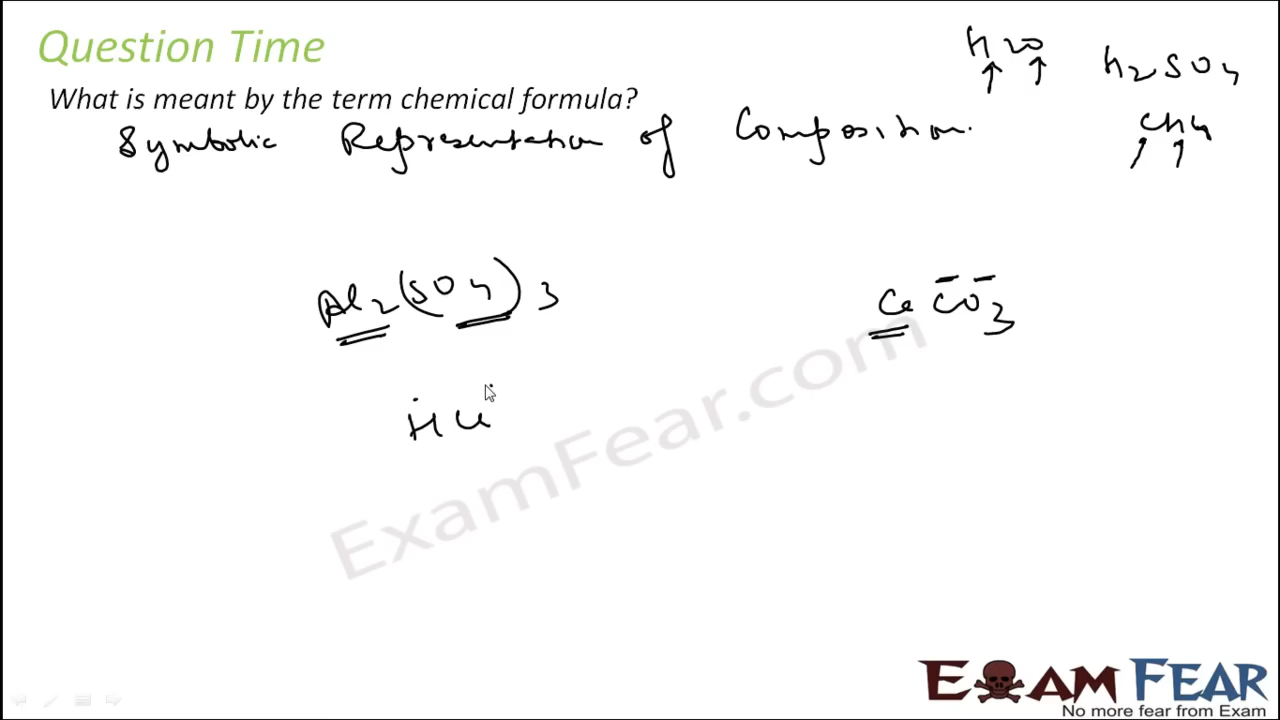 Question Time
H2O
H2SO4
What is meant by the term chemical formula?
CH4
Symbolic Representation of Composition.
Al2(SO4)3
CaCO3
HCl
ExamFear.com
EXAM FEAR
No more fear from Exam